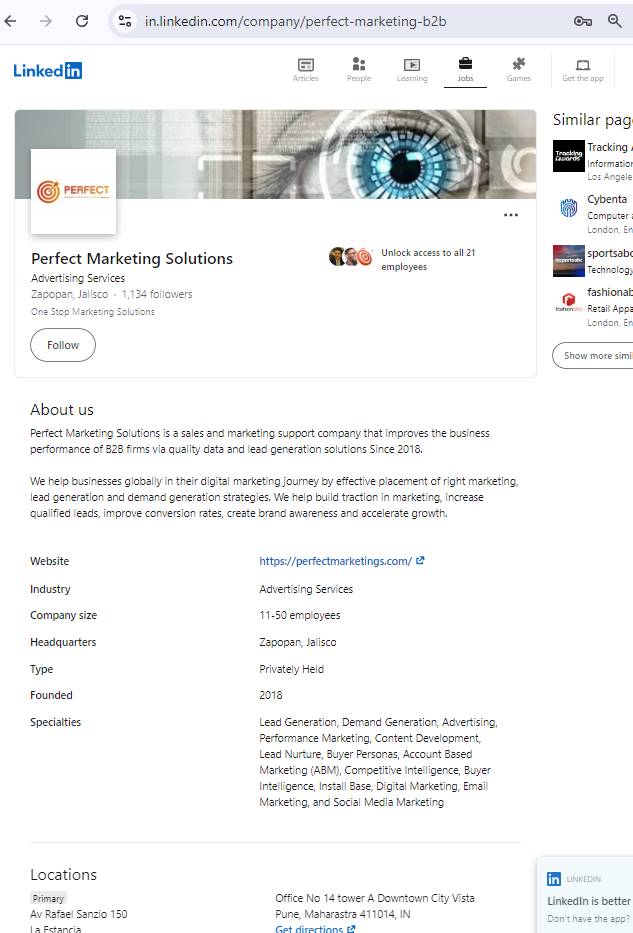 in.linkedin.com/company/perfect-marketing-b2b
Linked in
Articles
People
Learning
Jobs
Games
Get the app
PERFECT
Perfect Marketing Solutions
Advertising Services
Zapopan, Jalisco · 1,134 followers
One Stop Marketing Solutions
Unlock access to all 21
employees
Follow
Similar pag
Tracking A
Tracking
Awards
Information
Los Angele
Cybenta
Computer a
London, En
sportsabc
Technology
fashionab
Retail Appa
London, En
Show more simil
About us
Perfect Marketing Solutions is a sales and marketing support company that improves the business
performance of B2B firms via quality data and lead generation solutions Since 2018.
We help businesses globally in their digital marketing journey by effective placement of right marketing,
lead generation and demand generation strategies. We help build traction in marketing, increase
qualified leads, improve conversion rates, create brand awareness and accelerate growth.
Website
https://perfectmarketings.com/
Industry
Advertising Services
Company size
11-50 employees
Headquarters
Zapopan, Jalisco
Type
Privately Held
Founded
2018
Specialties
Lead Generation, Demand Generation, Advertising,
Performance Marketing, Content Development,
Lead Nurture, Buyer Personas, Account Based
Marketing (ABM), Competitive Intelligence, Buyer
Intelligence, Install Base, Digital Marketing, Email
Marketing, and Social Media Marketing
Locations
Primary
Av Rafael Sanzio 150
La Estancia
Office No 14 tower A Downtown City Vista
Pune, Maharastra 411014, IN
Get directions
in LINKEDIN
LinkedIn is better
Don't have the app?